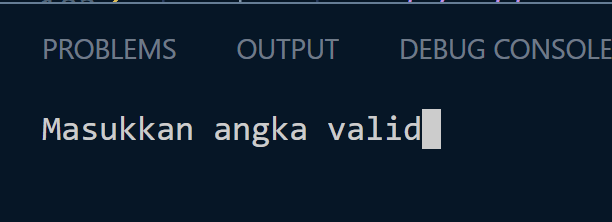 PROBLEMS OUTPUT DEBUG CONSOLE
Masukkan angka valid